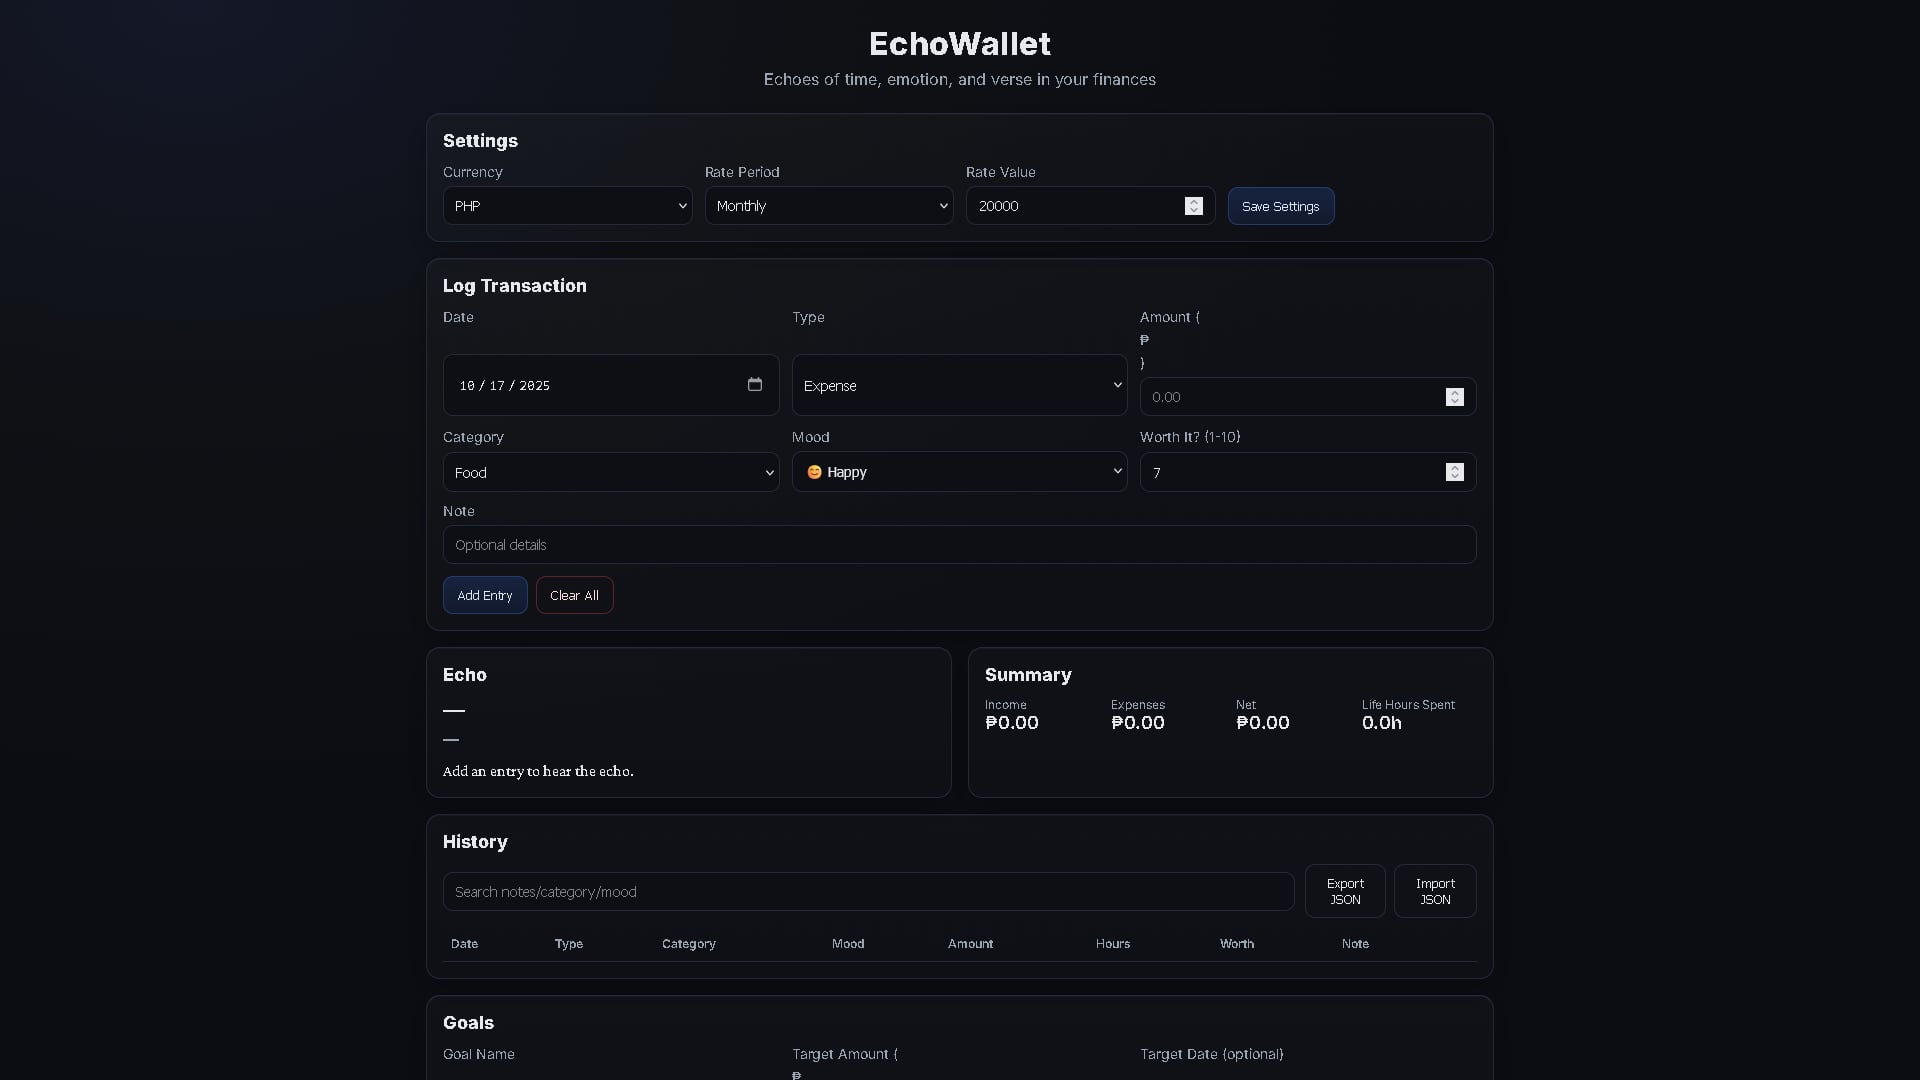 EchoWallet
Echoes of time, emotion, and verse in your finances
Settings
Currency Rate Period Rate Value
PHP Monthly 20000 Save Settings
Log Transaction
Date Type Amount (
₱
)
10 / 17 / 2025 Expense 0.00
Category Mood Worth It? (1-10)
Food 😊 Happy 7
Note
Optional details
Add Entry Clear All
Echo
—
—
Add an entry to hear the echo.
Summary
Income Expenses Net Life Hours Spent
₱0.00 ₱0.00 ₱0.00 0.0h
History
Search notes/category/mood
Export
JSON
Import
JSON
Date Type Category Mood Amount Hours Worth Note
Goals
Goal Name Target Amount ( Target Date (optional)
₱